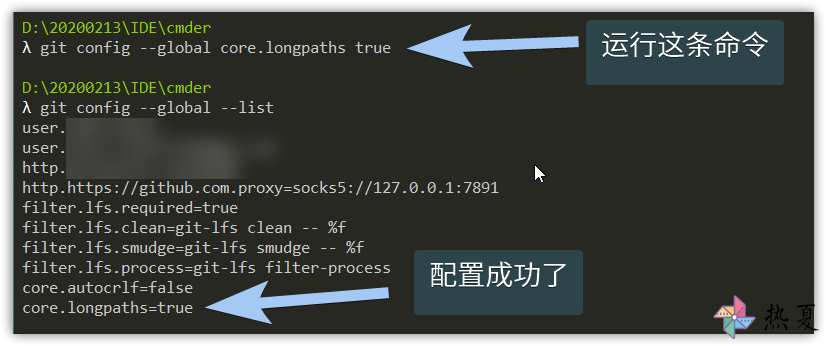 D:\20200213\IDE\cmder
λ git config --global core.longpaths true
运行这条命令
D:\20200213\IDE\cmder
λ git config --global --list
user.
user.
http.
http.https://github.com.proxy=socks5://127.0.0.1:7891
filter.lfs.required=true
filter.lfs.clean=git-lfs clean -- %f
filter.lfs.smudge=git-lfs smudge -- %f
filter.lfs.process=git-lfs filter-process
配置成功了
core.autocrlf=false
core.longpaths=true
热夏